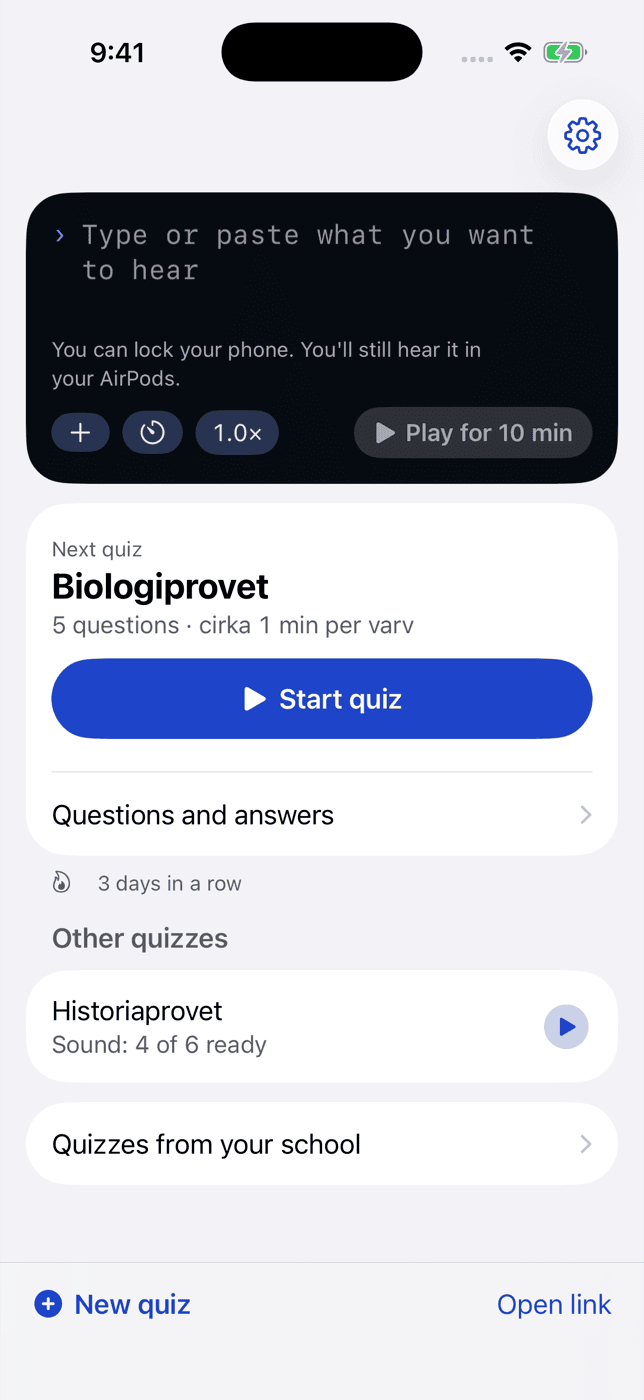 9:41
› Type or paste what you want
to hear
You can lock your phone. You'll still hear it in
your AirPods.
1.0×
Play for 10 min
Next quiz
Biologiprovet
5 questions · cirka 1 min per varv
Start quiz
Questions and answers
3 days in a row
Other quizzes
Historiaprovet
Sound: 4 of 6 ready
Quizzes from your school
New quiz
Open link